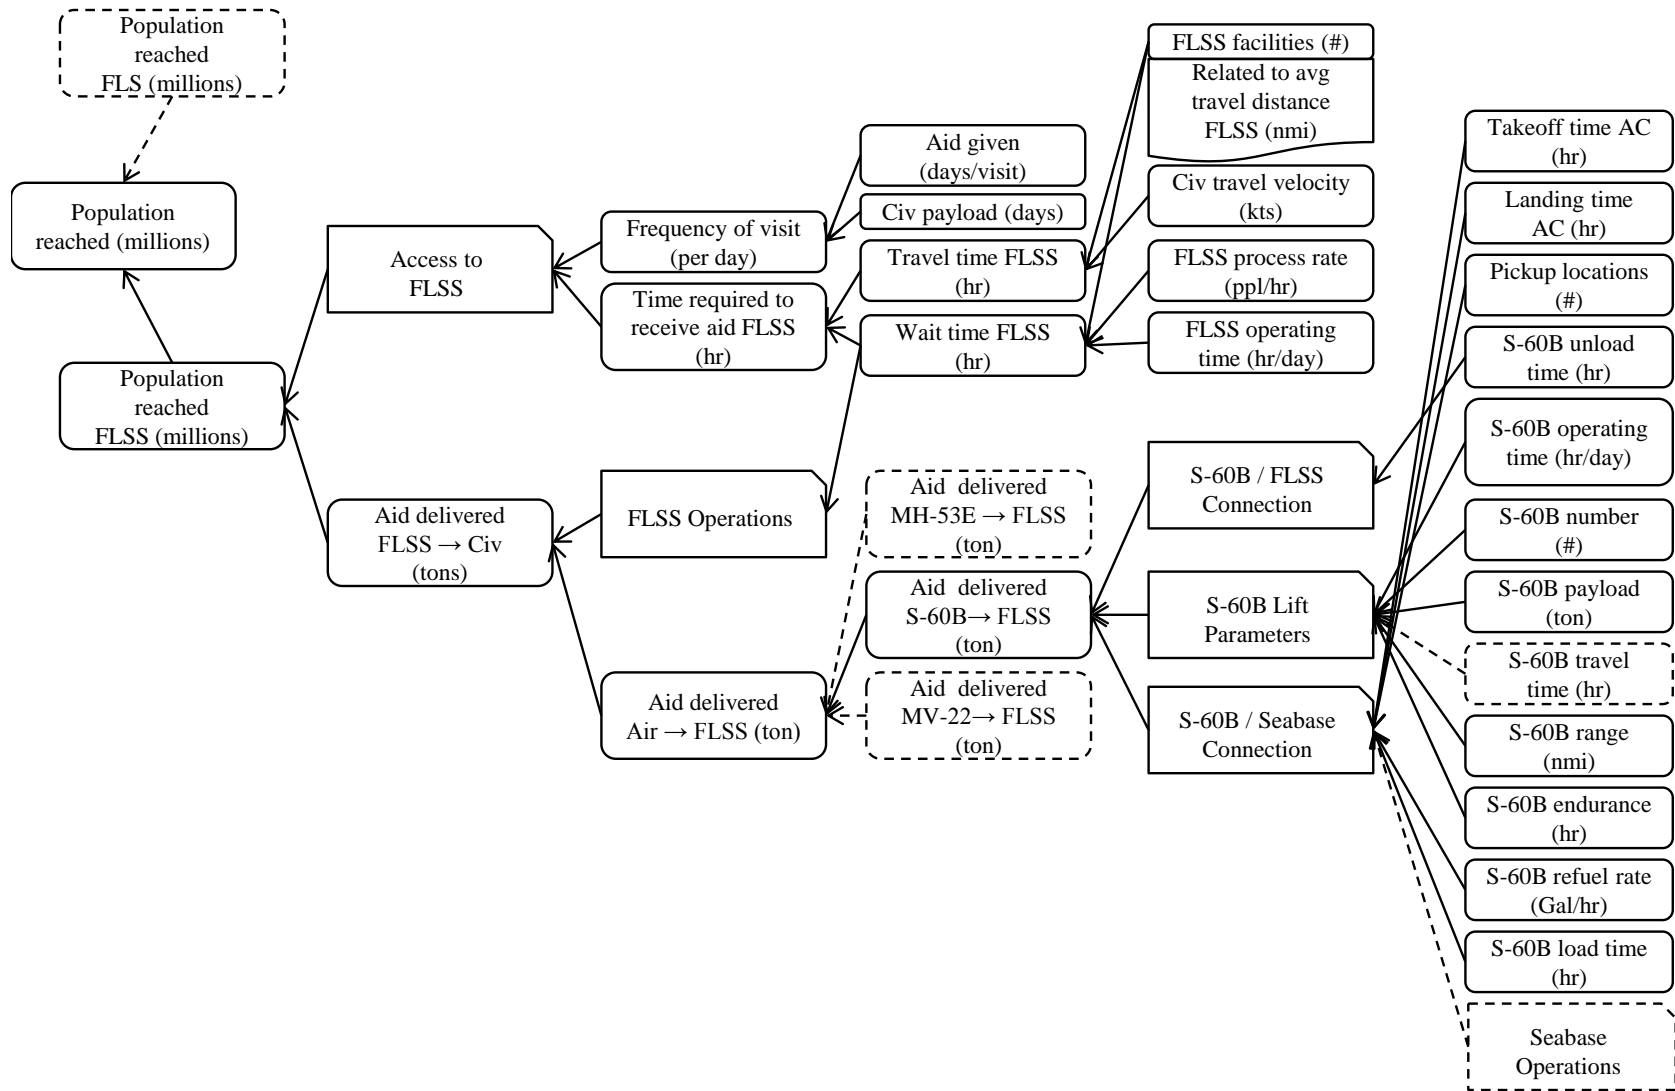 Population
reached
FLS (millions)
Population
reached (millions)
Population
reached
FLSS (millions)
Access to
FLSS
Aid delivered
FLSS → Civ
(tons)
Frequency of visit
(per day)
Time required to
receive aid FLSS
(hr)
FLSS Operations
Aid delivered
Air → FLSS (ton)
Aid given
(days/visit)
Civ payload (days)
Travel time FLSS
(hr)
Wait time FLSS
(hr)
Aid delivered
MH-53E → FLSS
(ton)
Aid delivered
S-60B→ FLSS
(ton)
Aid delivered
MV-22→ FLSS
(ton)
FLSS facilities (#)
Related to avg
travel distance
FLSS (nmi)
Civ travel velocity
(kts)
FLSS process rate
(ppl/hr)
FLSS operating
time (hr/day)
S-60B / FLSS
Connection
S-60B Lift
Parameters
S-60B / Seabase
Connection
Takeoff time AC
(hr)
Landing time
AC (hr)
Pickup locations
(#)
S-60B unload
time (hr)
S-60B operating
time (hr/day)
S-60B number
(#)
S-60B payload
(ton)
S-60B travel
time (hr)
S-60B range
(nmi)
S-60B endurance
(hr)
S-60B refuel rate
(Gal/hr)
S-60B load time
(hr)
Seabase
Operations